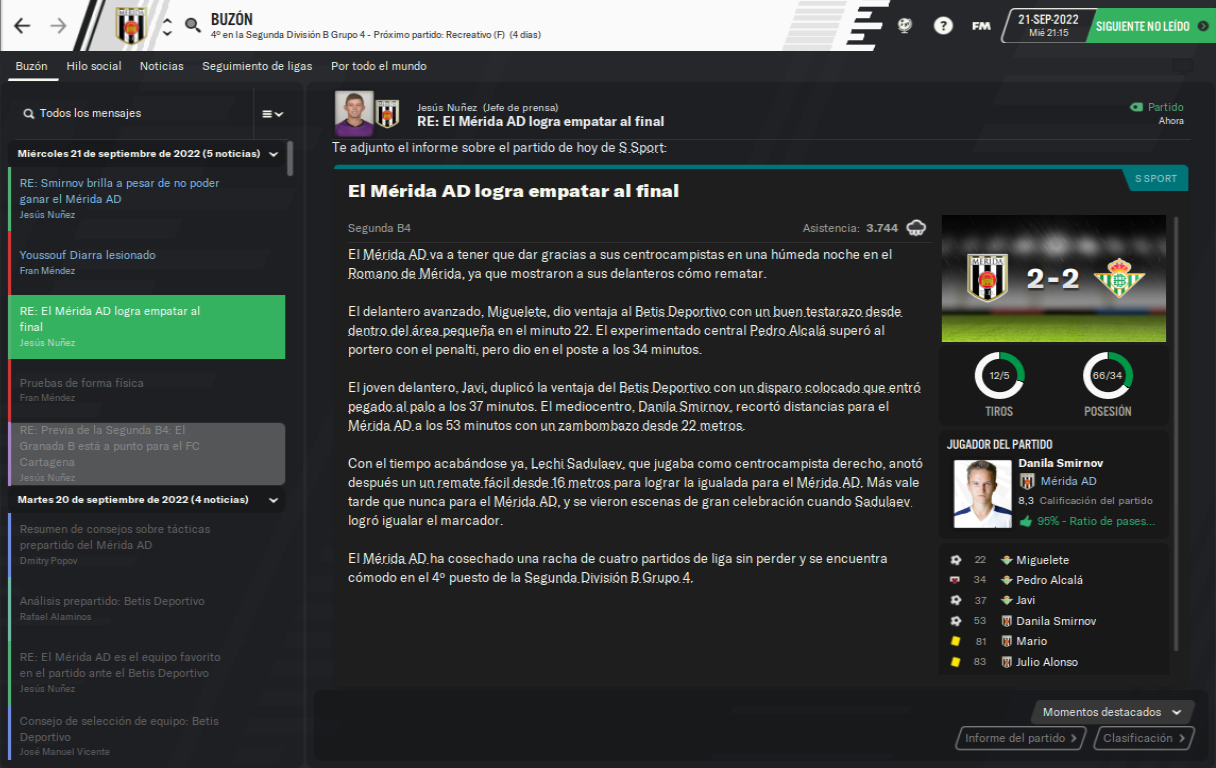 BUZÓN
4º en la Segunda División B Grupo 4 - Próximo partido: Recreativo (F) (4 días)
FM
21-SEP-2022
Mié 21:15
SIGUIENTE NO LEÍDO
Buzón
Hilo social
Noticias
Seguimiento de ligas
Por todo el mundo
Todos los mensajes
Miércoles 21 de septiembre de 2022 (5 noticias)
RE: Smirnov brilla a pesar de no poder
ganar el Mérida AD
Jesús Nuñez
Youssouf Diarra lesionado
Fran Méndez
RE: El Mérida AD logra empatar al
final
Jesús Nuñez
Pruebas de forma física
Fran Méndez
RE: Previa de la Segunda B4: El
Granada B está a punto para el FC
Cartagena
Jesús Nuñez
Martes 20 de septiembre de 2022 (4 noticias)
Resumen de consejos sobre tácticas
prepartido del Mérida AD
Dmitry Popov
Análisis prepartido: Betis Deportivo
Rafael Alaminos
RE: El Mérida AD es el equipo favorito
en el partido ante el Betis Deportivo
Jesús Nuñez
Consejo de selección de equipo: Betis
Deportivo
José Manuel Vicente
Jesús Nuñez (Jefe de prensa)
RE: El Mérida AD logra empatar al final
Partido
Ahora
Te adjunto el informe sobre el partido de hoy de S.Sport:
S SPORT
El Mérida AD logra empatar al final
Segunda B4
Asistencia: 3.744
El Mérida AD va a tener que dar gracias a sus centrocampistas en una húmeda noche en el
Romano de Mérida, ya que mostraron a sus delanteros cómo rematar.
El delantero avanzado, Miguelete, dio ventaja al Betis Deportivo con un buen testarazo desde
dentro del área pequeña en el minuto 22. El experimentado central Pedro Alcalá superó al
portero con el penalti, pero dio en el poste a los 34 minutos.
El joven delantero, Javi, duplicó la ventaja del Betis Deportivo con un disparo colocado que entró
pegado al palo a los 37 minutos. El mediocentro, Danila Smirnov, recortó distancias para el
Mérida AD a los 53 minutos con un zambombazo desde 22 metros.
Con el tiempo acabándose ya, Lechi Sadulaev, que jugaba como centrocampista derecho, anotó
después un un remate fácil desde 16 metros para lograr la igualada para el Mérida AD. Más vale
tarde que nunca para el Mérida AD, y se vieron escenas de gran celebración cuando Sadulaev
logró igualar el marcador.
El Mérida AD ha cosechado una racha de cuatro partidos de liga sin perder y se encuentra
cómodo en el 4º puesto de la Segunda División B Grupo 4.
MÉRIDA
2-2
12/5
TIROS
66/34
POSESIÓN
JUGADOR DEL PARTIDO
Danila Smirnov
Mérida AD
8,3 Calificación del partido
95% - Ratio de pases...
22 Miguelete
34 Pedro Alcalá
37 Javi
53 Danila Smirnov
81 Mario
83 Julio Alonso
Momentos destacados
Informe del partido
Clasificación